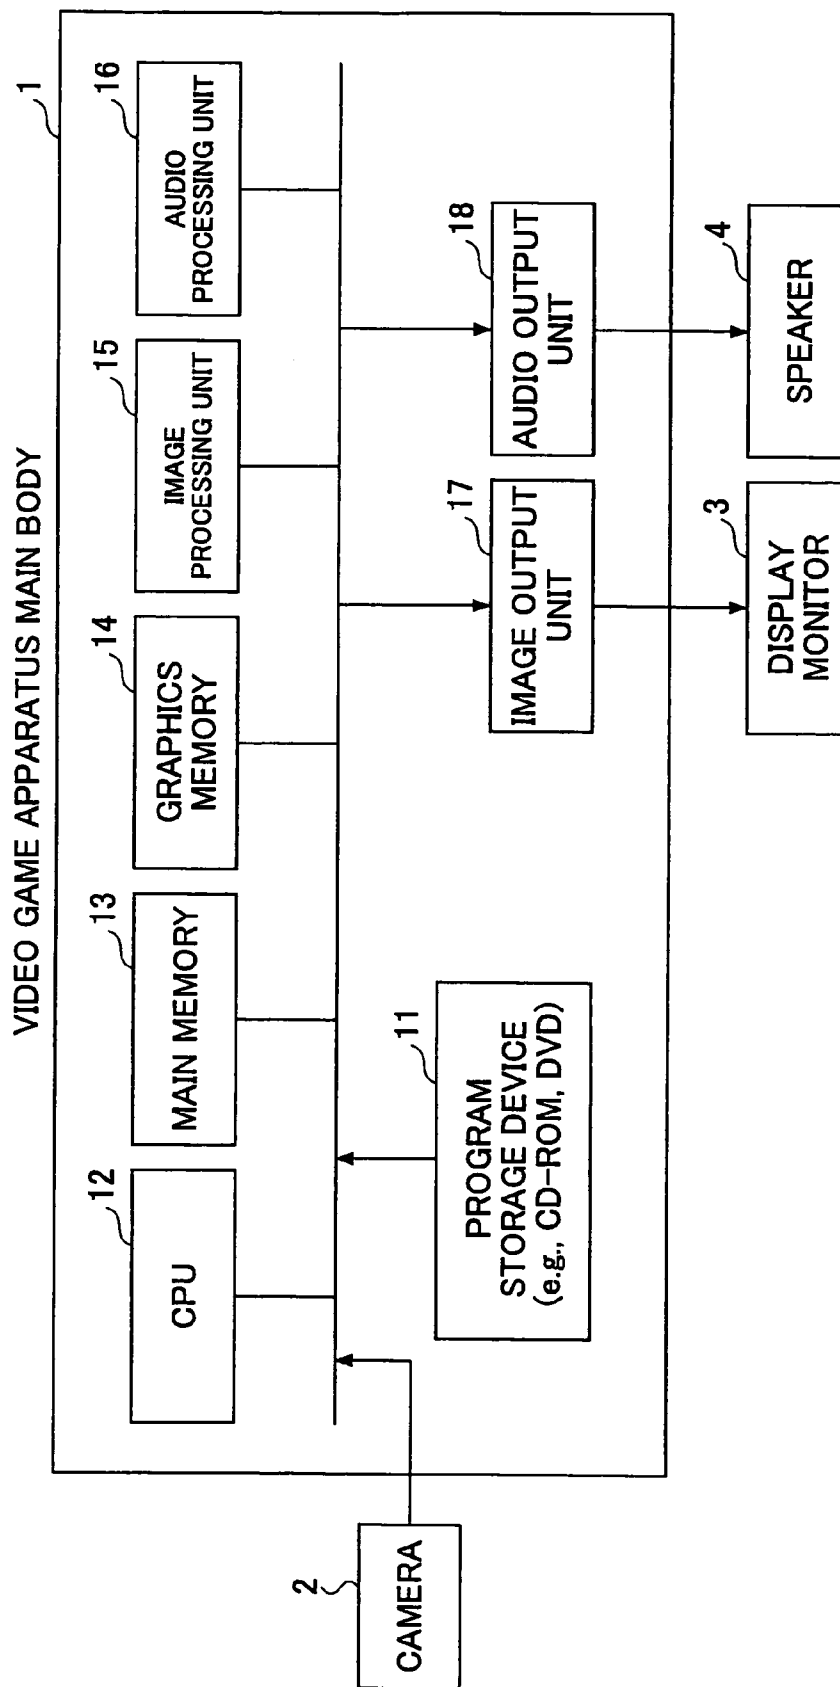 VIDEO GAME APPARATUS MAIN BODY
1
12
CPU
13
MAIN MEMORY
14
GRAPHICS
MEMORY
15
IMAGE
PROCESSING UNIT
16
AUDIO
PROCESSING UNIT
2
CAMERA
11
PROGRAM
STORAGE DEVICE
(e.g., CD-ROM, DVD)
17
IMAGE OUTPUT
UNIT
18
AUDIO OUTPUT
UNIT
3
DISPLAY
MONITOR
4
SPEAKER